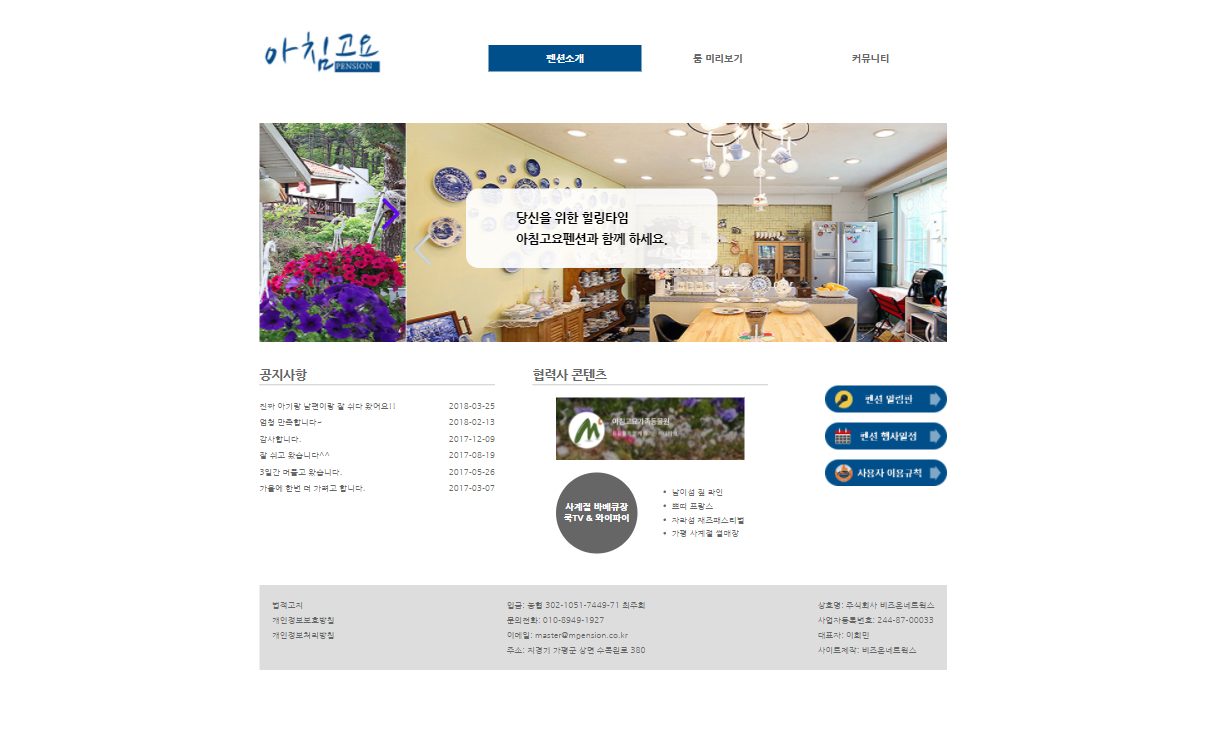 아침고요
PENSION
펜션소개
룸 미리보기
커뮤니티
당신을 위한 힐링타임
아침고요펜션과 함께 하세요.
공지사항
진짜 아기랑 남편이랑 잘 쉬다 왔어요!!
2018-03-25
엄청 만족합니다~
2018-02-13
감사합니다.
2017-12-09
잘 쉬고 왔습니다^^
2017-08-19
3일간 머물고 왔습니다.
2017-05-26
가을에 한번 더 가려고 합니다.
2017-03-07
협력사 콘텐츠
아침고요가족동물원
사계절 바베큐장
쿡TV & 와이파이
남이섬 짚 라인
쁘띠 프랑스
자라섬 재즈페스티벌
가평 사계절 썰매장
펜션 알림판
펜션 행사일정
사용자 이용규칙
법적고지
개인정보보호방침
개인정보처리방침
입금: 농협 302-1051-7449-71 최주희
문의전화: 010-8949-1927
이메일: master@mpension.co.kr
주소: 지경기 가평군 상면 수목원로 380
상호명: 주식회사 비즈온네트웍스
사업자등록번호: 244-87-00033
대표자: 이희민
사이트제작: 비즈온네트웍스